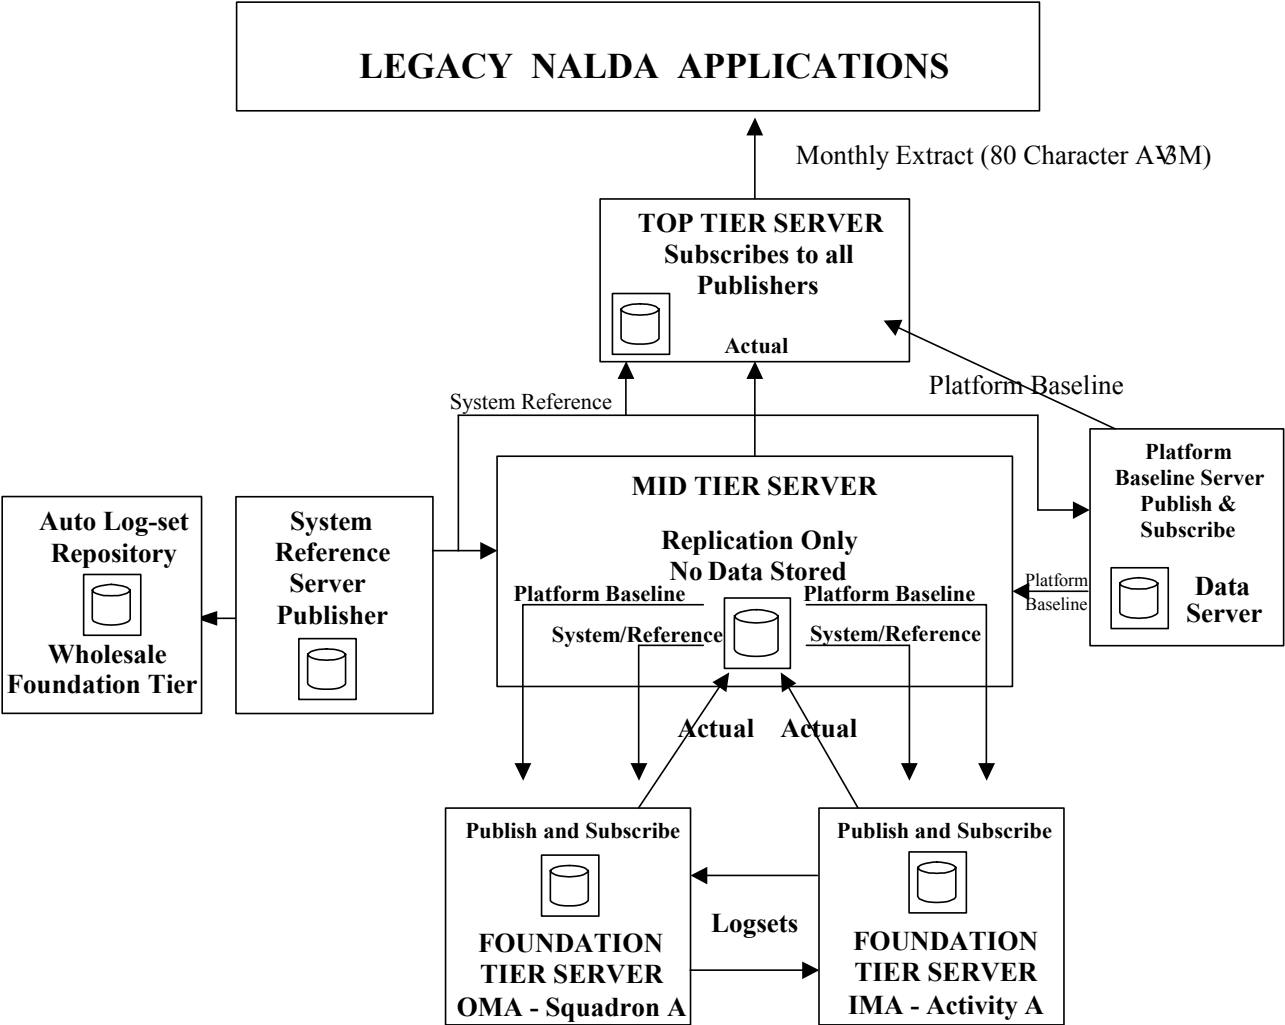 LEGACY NALDA APPLICATIONS
Monthly Extract (80 Character AV-3M)
TOP TIER SERVER
Subscribes to all
Publishers
Actual
Platform Baseline
System Reference
Platform
Baseline Server
Publish &
Subscribe
Data
Server
MID TIER SERVER
Replication Only
No Data Stored
Platform Baseline
Platform Baseline
System/Reference
System/Reference
Platform
Baseline
Auto Log-set
Repository
Wholesale
Foundation Tier
System
Reference
Server
Publisher
Actual
Actual
Publish and Subscribe
FOUNDATION
TIER SERVER
OMA - Squadron A
Logsets
Publish and Subscribe
FOUNDATION
TIER SERVER
IMA - Activity A